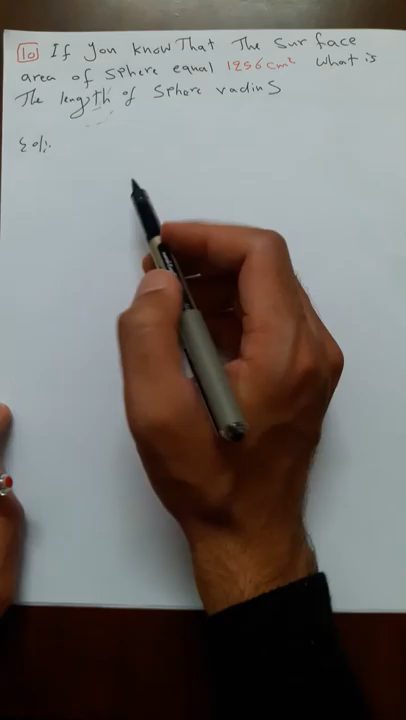 10 If you know That The Surface
area of sphere equal 1256 cm² what is
The length of Sphere radius
Sol: